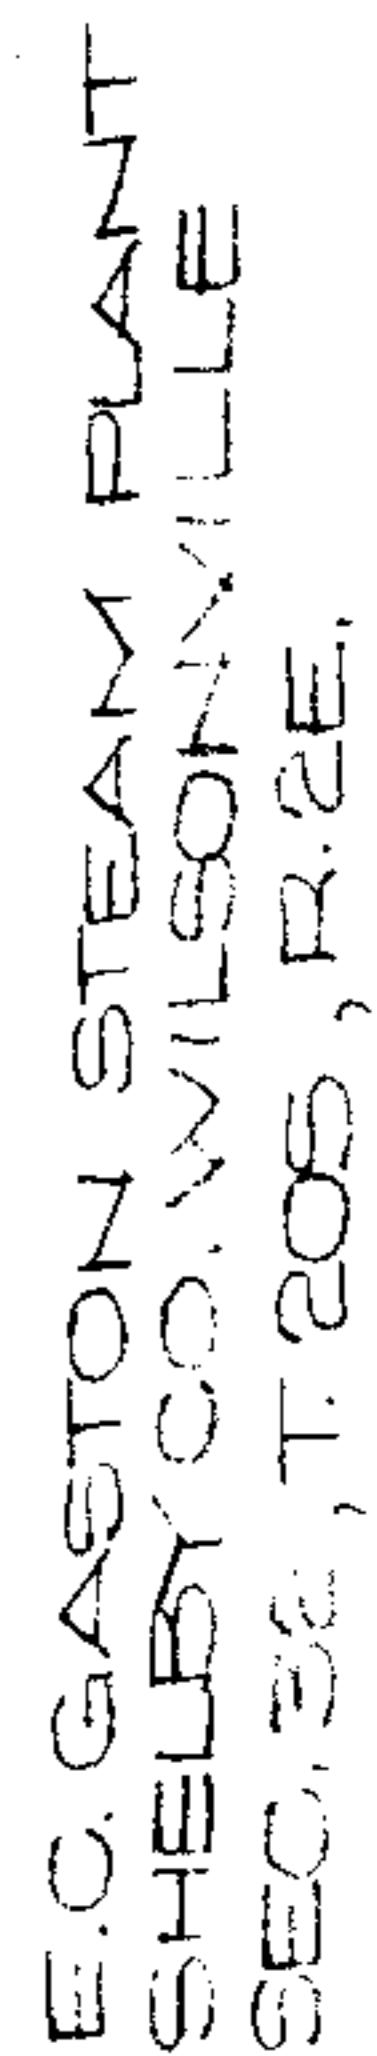 E.C. GASTON STEAM PLANT
SHELBY CO. WILSONVILLE
SEC. 32, T. 20S, R. 2E.